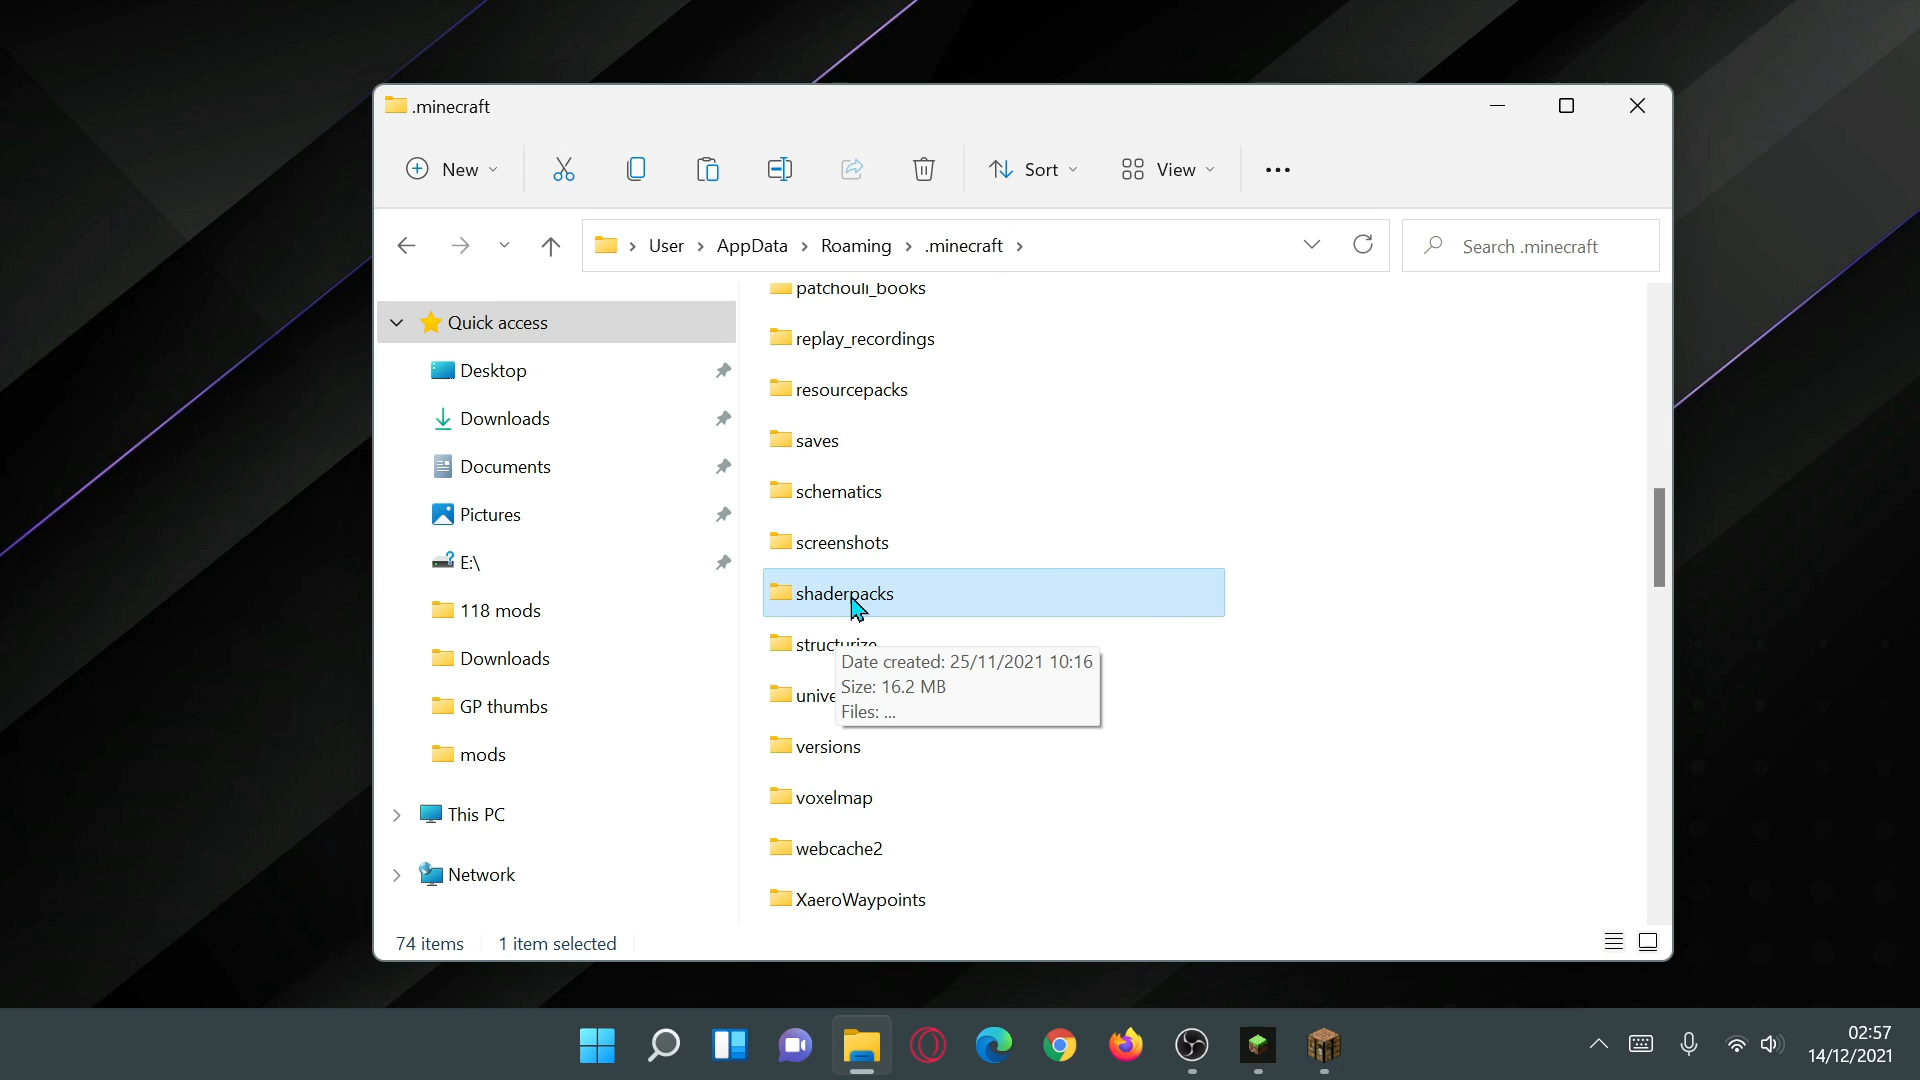 .minecraft
New
Sort
View
User
AppData
Roaming
.minecraft
Search .minecraft
Quick access
Desktop
Downloads
Documents
Pictures
E:\
118 mods
Downloads
GP thumbs
mods
This PC
Network
patchouli_books
replay_recordings
resourcepacks
saves
schematics
screenshots
shaderpacks
structurize
Date created: 25/11/2021 10:16
Size: 16.2 MB
Files: ...
unive
versions
voxelmap
webcache2
XaeroWaypoints
74 items
1 item selected
02:57
14/12/2021